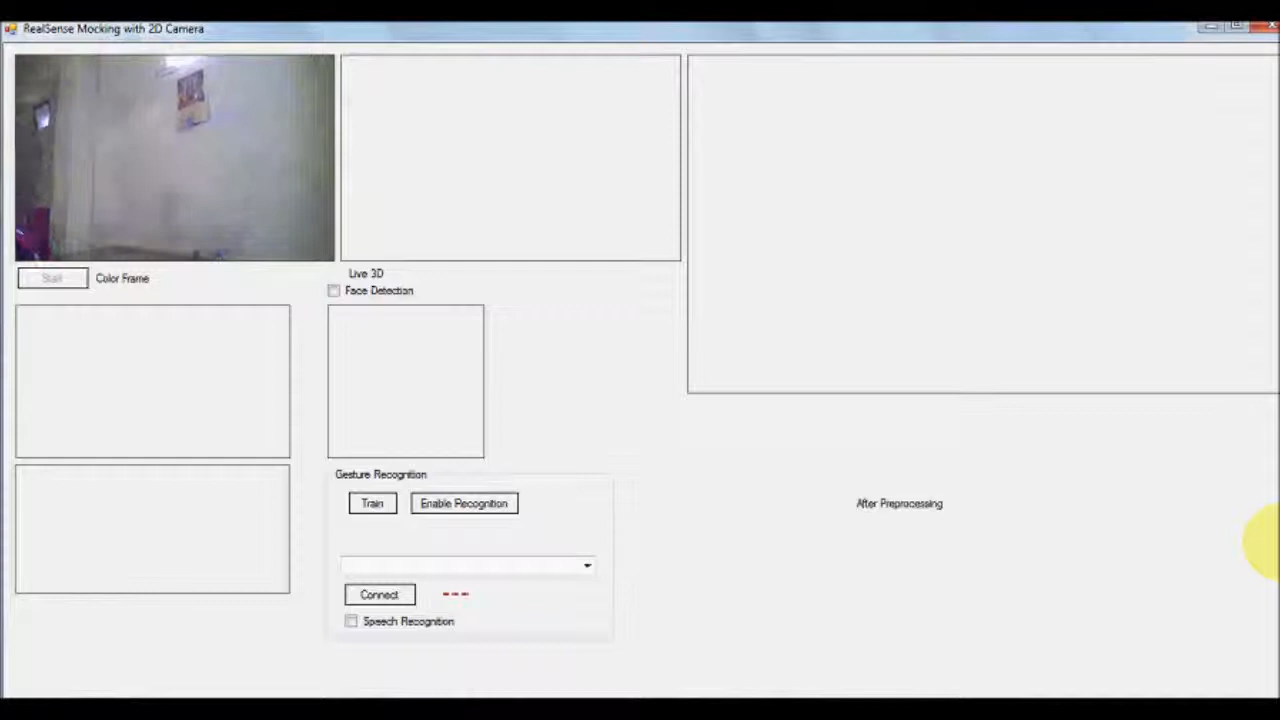 RealSense Mocking with 2D Camera
Start
Color Frame
Live 3D
Face Detection
Gesture Recognition
Train
Enable Recognition
After Preprocessing
Connect
---
Speech Recognition